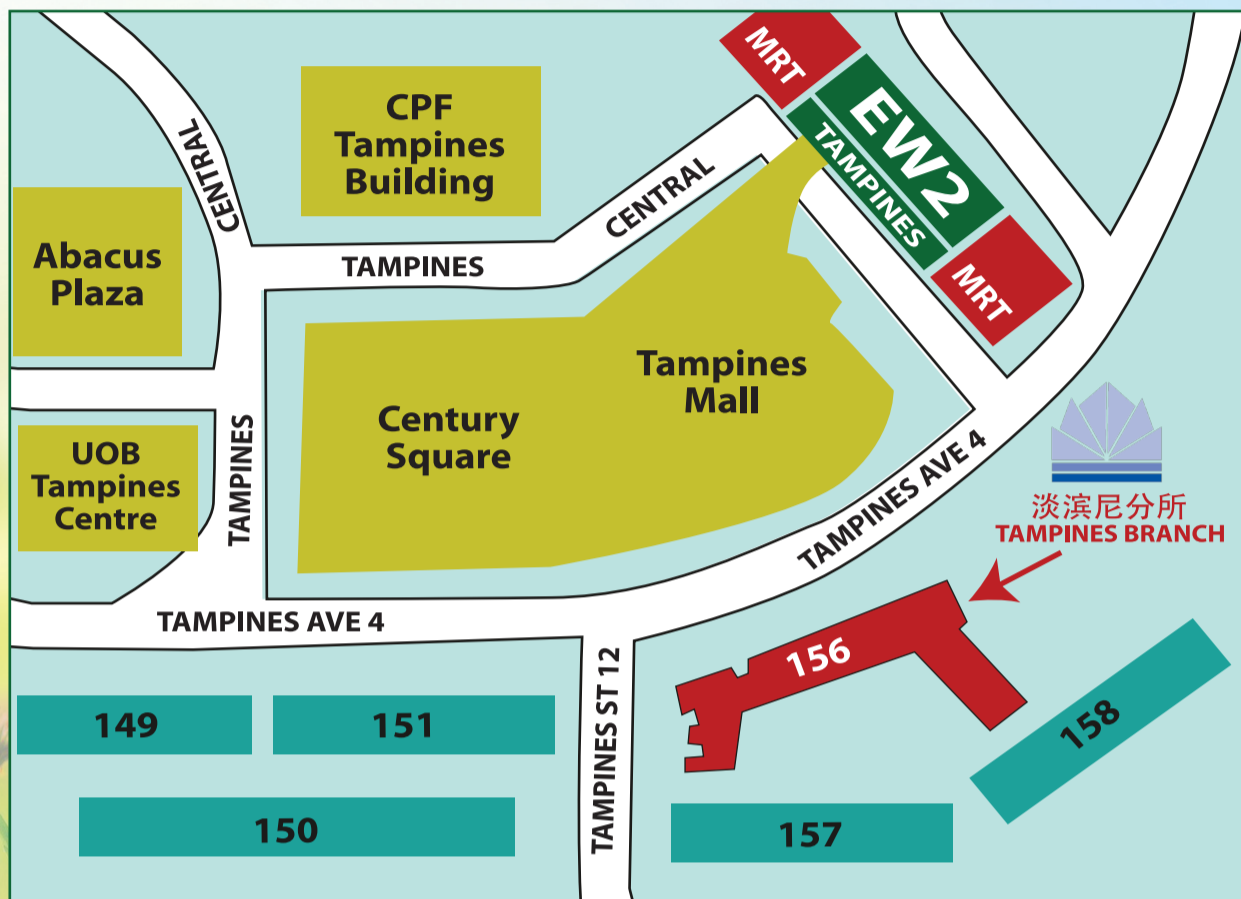 MRT
EW2
TAMPINES
MRT
CPF
Tampines
Building
CENTRAL
CENTRAL
TAMPINES
Abacus
Plaza
Tampines
Mall
Century
Square
UOB
Tampines
Centre
TAMPINES
TAMPINES AVE 4
淡滨尼分所
TAMPINES BRANCH
TAMPINES AVE 4
TAMPINES ST 12
156
158
149
151
150
157